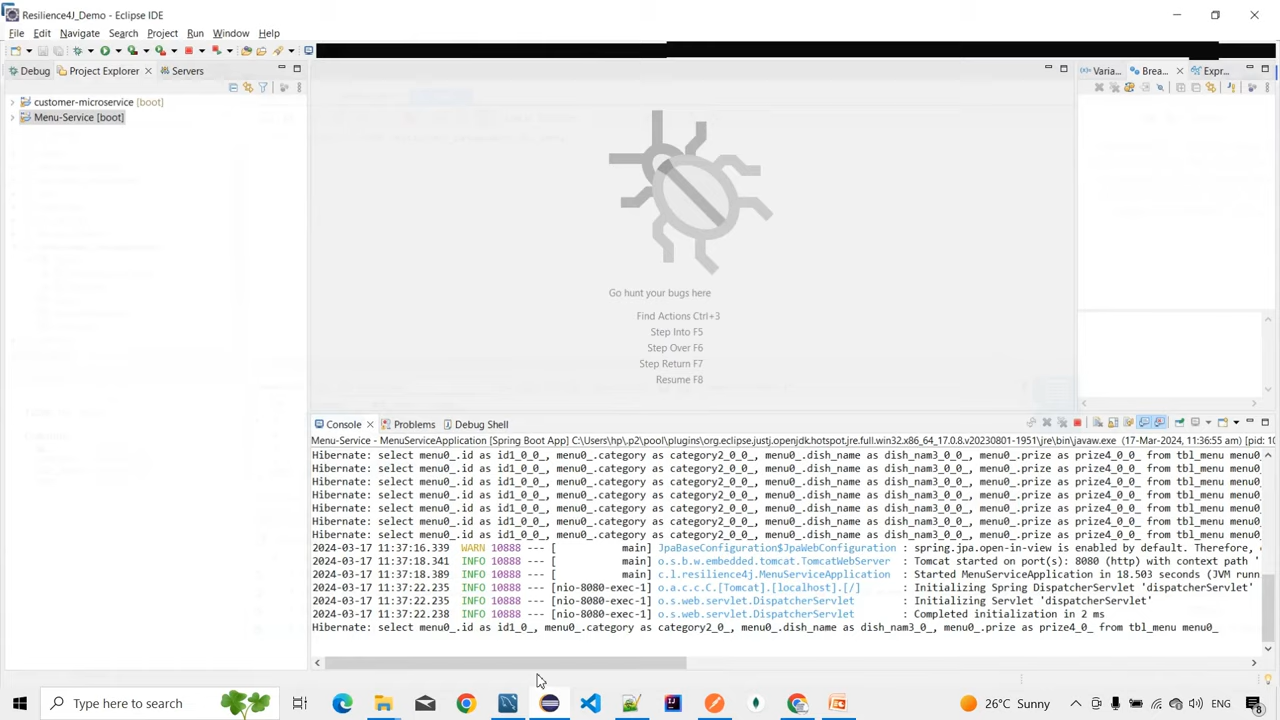 Resilience4J_Demo - Eclipse IDE
File Edit Navigate Search Project Run Window Help
Debug Project Explorer Servers
Varia... Brea... Expr...
customer-microservice [boot]
Menu-Service [boot]
Go hunt your bugs here
Find Actions Ctrl+3
Step Into F5
Step Over F6
Step Return F7
Resume F8
Console Problems Debug Shell
Menu-Service - MenuServiceApplication [Spring Boot App] C:\Users\hp\.p2\pool\plugins\org.eclipse.justj.openjdk.hotspot.jre.full.win32.x86_64_17.0.8.v20230801-1951\jre\bin\javaw.exe (17-Mar-2024, 11:36:55 am) [pid: 10
Hibernate: select menu0_.id as id1_0_0_, menu0_.category as category2_0_0_, menu0_.dish_name as dish_nam3_0_0_, menu0_.prize as prize4_0_0_ from tbl_menu menu0_
Hibernate: select menu0_.id as id1_0_0_, menu0_.category as category2_0_0_, menu0_.dish_name as dish_nam3_0_0_, menu0_.prize as prize4_0_0_ from tbl_menu menu0_
Hibernate: select menu0_.id as id1_0_0_, menu0_.category as category2_0_0_, menu0_.dish_name as dish_nam3_0_0_, menu0_.prize as prize4_0_0_ from tbl_menu menu0_
Hibernate: select menu0_.id as id1_0_0_, menu0_.category as category2_0_0_, menu0_.dish_name as dish_nam3_0_0_, menu0_.prize as prize4_0_0_ from tbl_menu menu0_
Hibernate: select menu0_.id as id1_0_0_, menu0_.category as category2_0_0_, menu0_.dish_name as dish_nam3_0_0_, menu0_.prize as prize4_0_0_ from tbl_menu menu0_
Hibernate: select menu0_.id as id1_0_0_, menu0_.category as category2_0_0_, menu0_.dish_name as dish_nam3_0_0_, menu0_.prize as prize4_0_0_ from tbl_menu menu0_
Hibernate: select menu0_.id as id1_0_0_, menu0_.category as category2_0_0_, menu0_.dish_name as dish_nam3_0_0_, menu0_.prize as prize4_0_0_ from tbl_menu menu0_
2024-03-17 11:37:16.339 WARN 10888 --- [ main] JpaBaseConfiguration$JpaWebConfiguration : spring.jpa.open-in-view is enabled by default. Therefore,
2024-03-17 11:37:18.341 INFO 10888 --- [ main] o.s.b.w.embedded.tomcat.TomcatWebServer : Tomcat started on port(s): 8080 (http) with context path '
2024-03-17 11:37:18.389 INFO 10888 --- [ main] c.l.resilience4j.MenuServiceApplication : Started MenuServiceApplication in 18.503 seconds (JVM runn
2024-03-17 11:37:22.235 INFO 10888 --- [nio-8080-exec-1] o.a.c.c.C.[Tomcat].[localhost].[/] : Initializing Spring DispatcherServlet 'dispatcherServlet'
2024-03-17 11:37:22.235 INFO 10888 --- [nio-8080-exec-1] o.s.web.servlet.DispatcherServlet : Initializing Servlet 'dispatcherServlet'
2024-03-17 11:37:22.238 INFO 10888 --- [nio-8080-exec-1] o.s.web.servlet.DispatcherServlet : Completed initialization in 2 ms
Hibernate: select menu0_.id as id1_0_, menu0_.category as category2_0_, menu0_.dish_name as dish_nam3_0_, menu0_.prize as prize4_0_ from tbl_menu menu0_
Type here to search
26°C Sunny
ENG
8